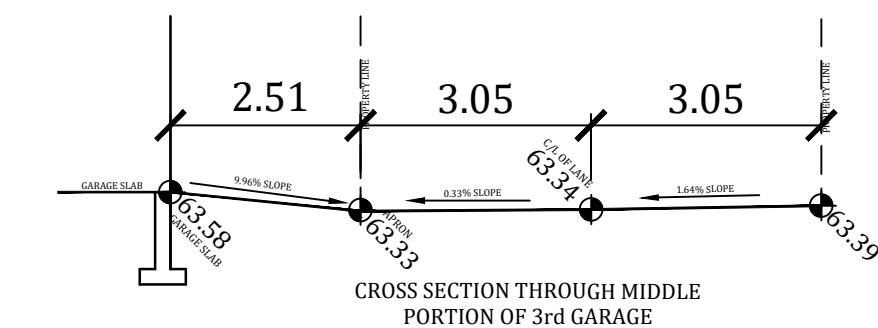 2.51
3.05
3.05
PROPERTY LINE
PROPERTY LINE
C/L OF LANE
63.34
GARAGE SLAB
9.96% SLOPE
0.33% SLOPE
1.64% SLOPE
63.58
GARAGE SLAB
APRON
63.33
63.39
CROSS SECTION THROUGH MIDDLE
PORTION OF 3rd GARAGE